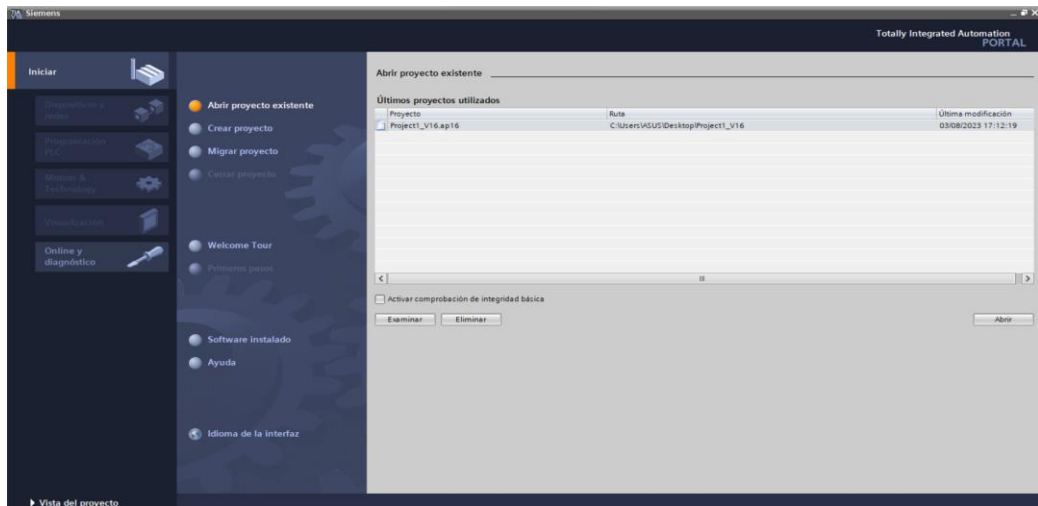 Siemens
Totally Integrated Automation
PORTAL
Iniciar
Dispositivos y redes
Programación PLC
Motion & Technology
Visualización
Online y diagnóstico
Abrir proyecto existente
Crear proyecto
Migrar proyecto
Cerrar proyecto
Welcome Tour
Primeros pasos
Software instalado
Ayuda
Idioma de la interfaz
Abrir proyecto existente
Últimos proyectos utilizados
Proyecto Ruta Última modificación
Project1_V16.ap16 C:\Users\ASUS\Desktop\Project1_V16 03/08/2023 17:12:19
Activar comprobación de integridad básica
Examinar Eliminar Abrir
Vista del proyecto